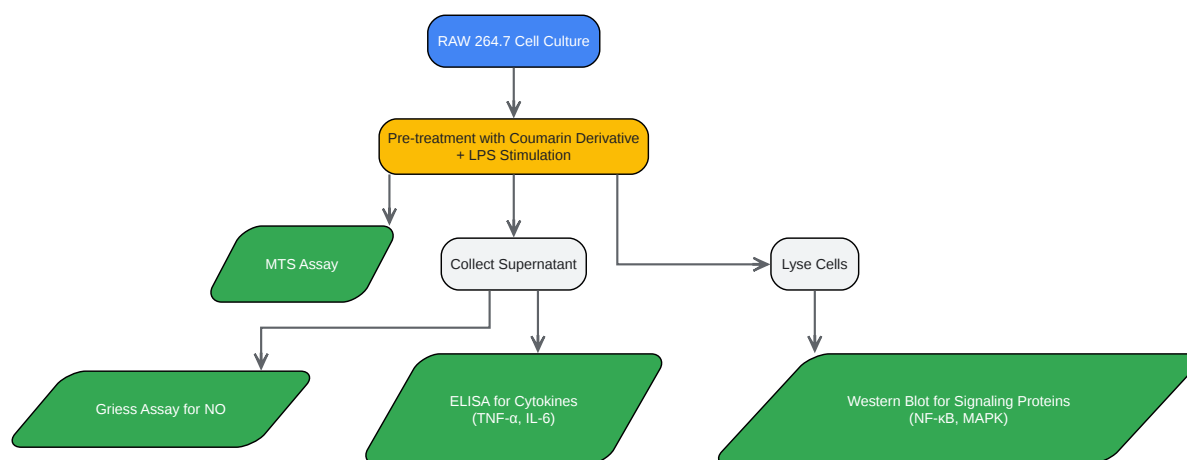 RAW 264.7 Cell Culture
Pre-treatment with Coumarin Derivative
+ LPS Stimulation
MTS Assay
Collect Supernatant
Lyse Cells
Griess Assay for NO
ELISA for Cytokines
(TNF-α, IL-6)
Western Blot for Signaling Proteins
(NF-κB, MAPK)